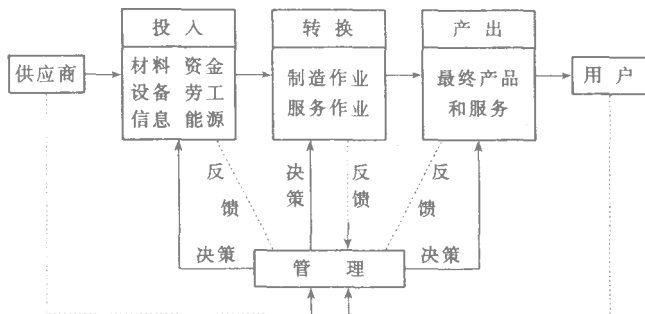 投入
转换
产出
供应商
材料 资金
设备 劳工
信息 能源
制造作业
服务作业
最终产品
和服务
用户
反馈
决策
反馈
反馈
决策
管理
决策